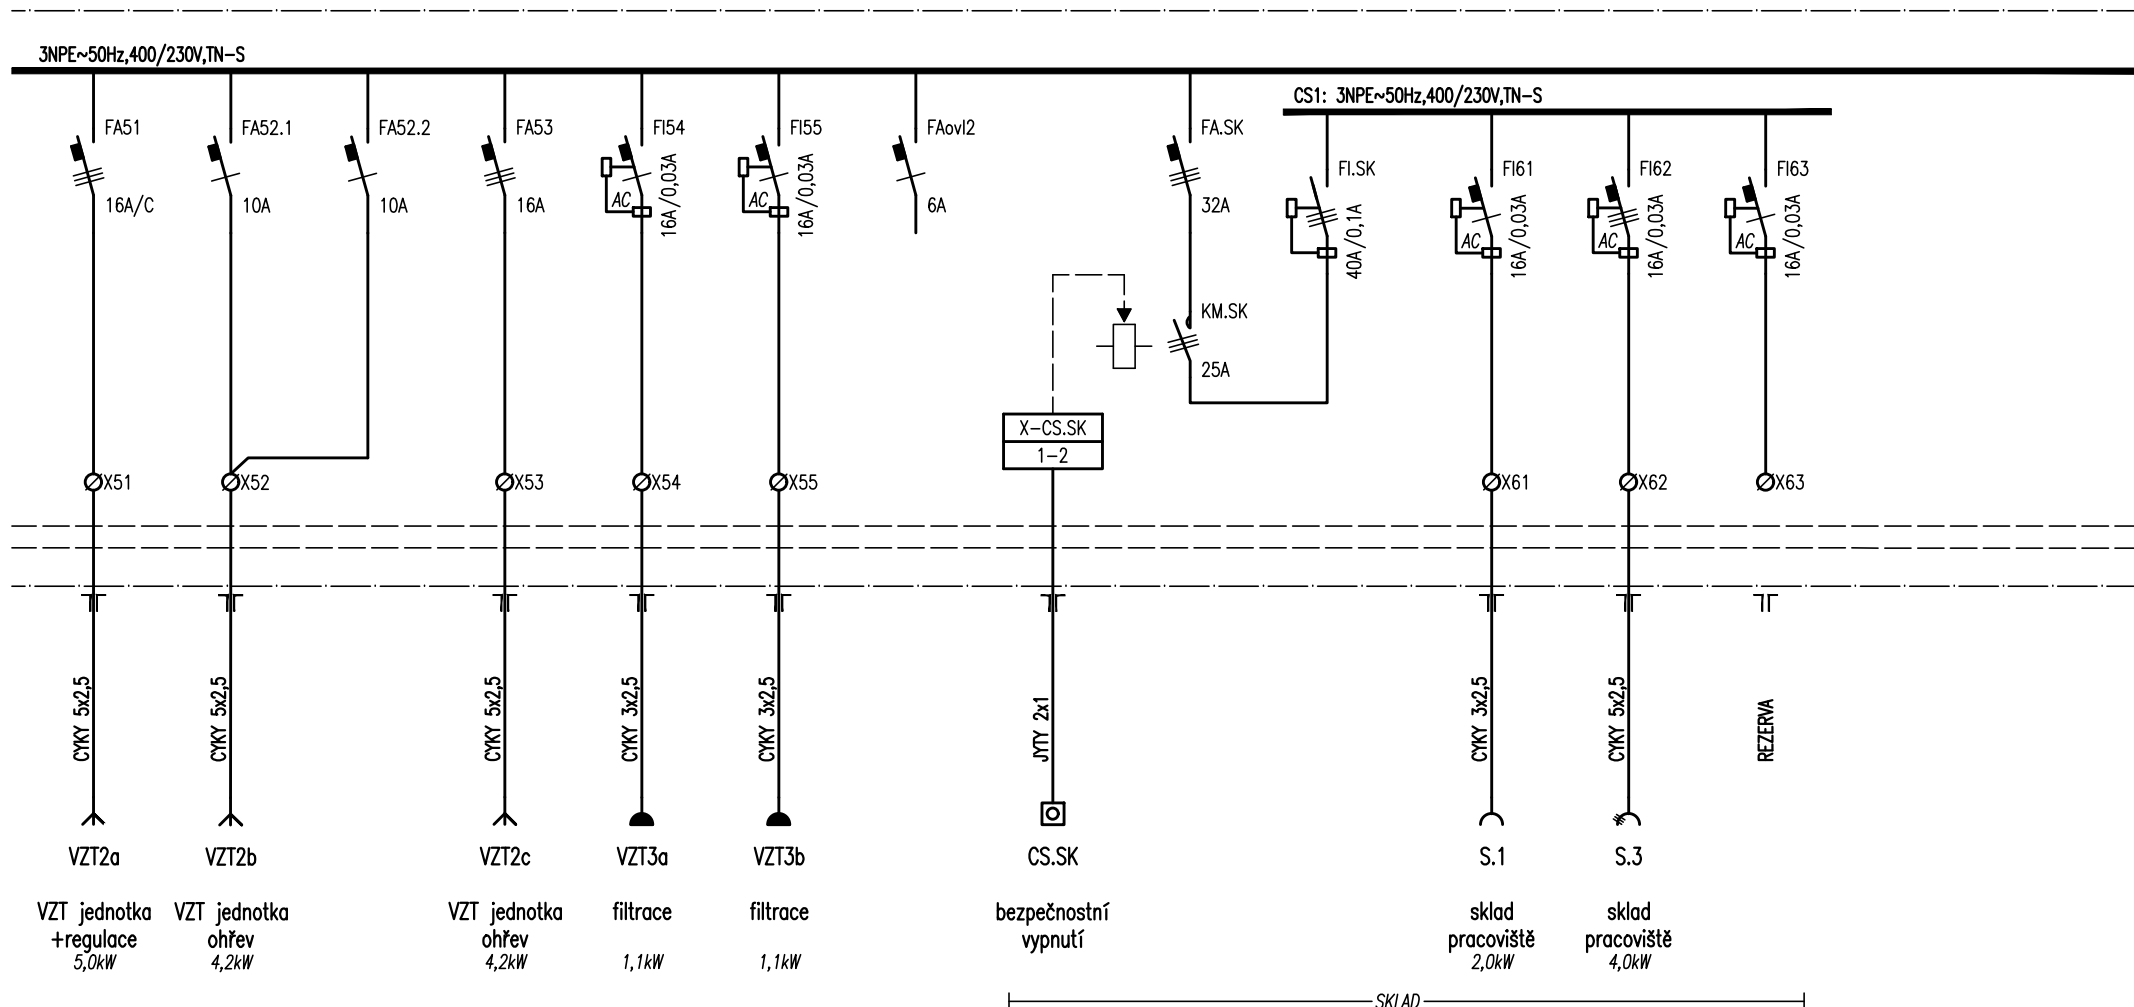 3NPE~50Hz,400/230V,TN-S
CS1: 3NPE~50Hz,400/230V,TN-S
FA51
FA52.1
FA52.2
FA53
FI54
FI55
FAovl2
FA.SK
FI.SK
FI61
FI62
FI63
16A/C
10A
10A
16A
AC
16A/0,03A
AC
16A/0,03A
6A
32A
40A/0,1A
AC
16A/0,03A
AC
16A/0,03A
AC
16A/0,03A
KM.SK
25A
X-CS.SK
1-2
X51
X52
X53
X54
X55
X61
X62
X63
CYKY 5x2,5
CYKY 5x2,5
CYKY 5x2,5
CYKY 3x2,5
CYKY 3x2,5
JYTY 2x1
CYKY 3x2,5
CYKY 5x2,5
REZERVA
VZT2a
VZT jednotka
+regulace
5,0kW
VZT2b
VZT jednotka
ohřev
4,2kW
VZT2c
VZT jednotka
ohřev
4,2kW
VZT3a
filtrace
1,1kW
VZT3b
filtrace
1,1kW
CS.SK
bezpečnostní
vypnutí
S.1
sklad
pracoviště
2,0kW
S.3
sklad
pracoviště
4,0kW
SKLAD